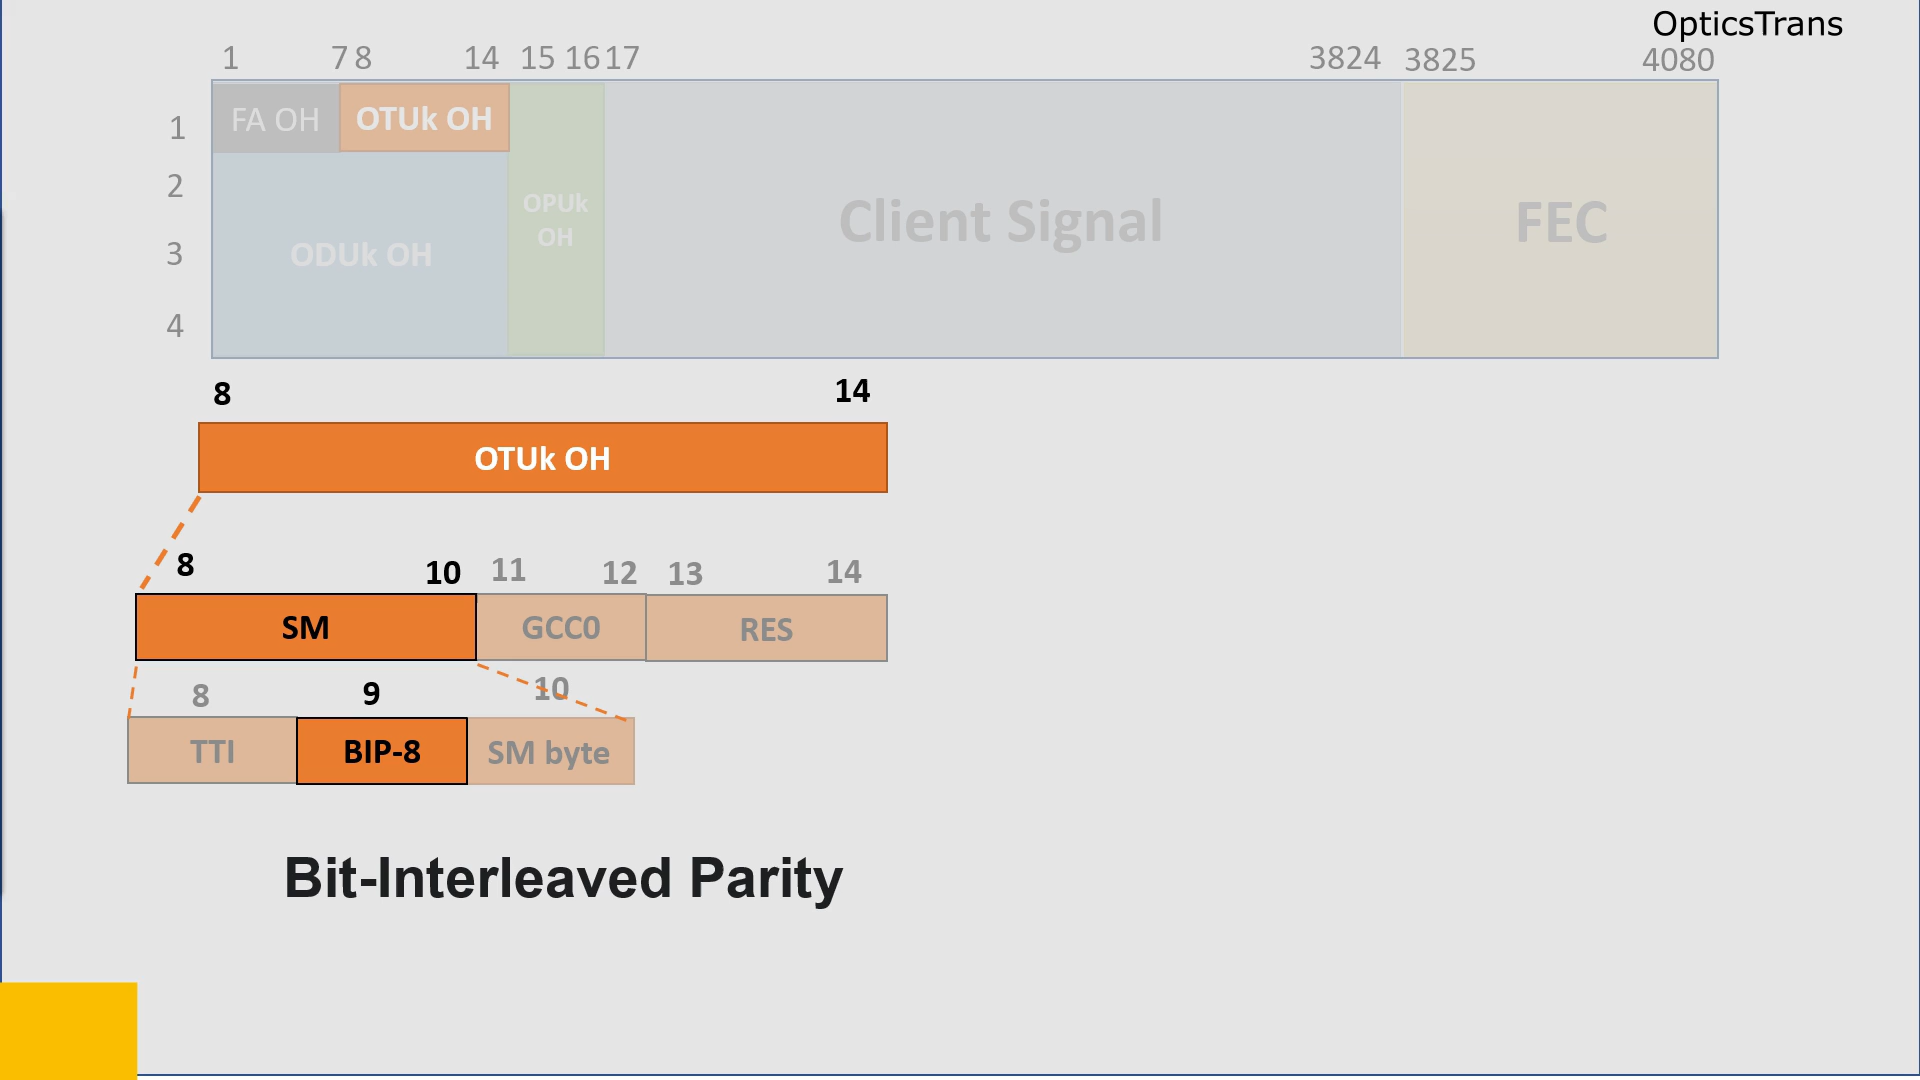 OpticsTrans
1 7 8 14 15 16 17 3824 3825 4080
1 FA OH OTUk OH
2 OPUk
OH Client Signal FEC
3 ODUk OH
4
8 14
OTUk OH
8 10 11 12 13 14
SM GCC0 RES
8 9 10
TTI BIP-8 SM byte
Bit-Interleaved Parity